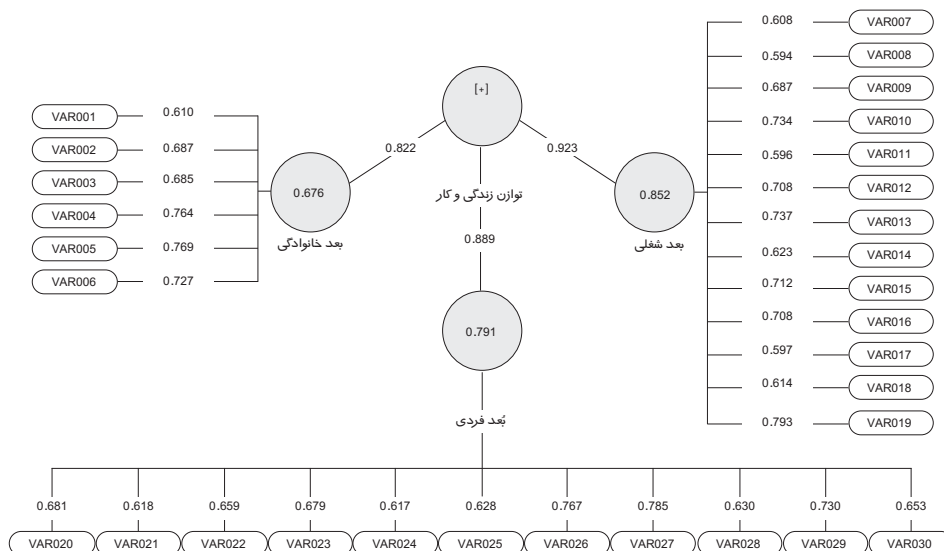 0.608 VAR007
0.594 VAR008
0.687 VAR009
0.734 VAR010
0.596 VAR011
0.708 VAR012
0.737 VAR013
0.623 VAR014
0.712 VAR015
0.708 VAR016
0.597 VAR017
0.614 VAR018
0.793 VAR019
[+]
0.822
0.923
توازن زندگی و کار
0.889
VAR001 0.610
VAR002 0.687
VAR003 0.685
VAR004 0.764
VAR005 0.769
VAR006 0.727
0.676
بعد خانوادگی
0.852
بعد شغلی
0.791
بُعد فردی
0.681 0.618 0.659 0.679 0.617 0.628 0.767 0.785 0.630 0.730 0.653
VAR020 VAR021 VAR022 VAR023 VAR024 VAR025 VAR026 VAR027 VAR028 VAR029 VAR030